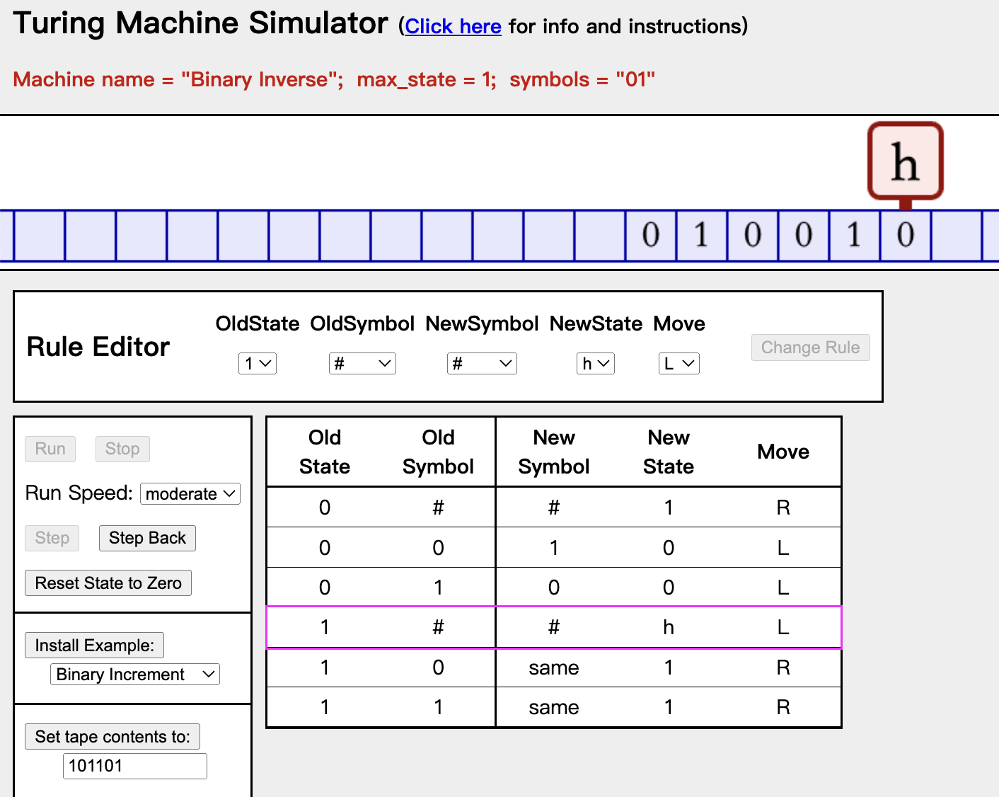 Turing Machine Simulator (Click here for info and instructions)
Machine name = "Binary Inverse"; max_state = 1; symbols = "01"
h
0 1 0 0 1 0
Rule Editor
OldState OldSymbol NewSymbol NewState Move
1 # # h L
Change Rule
Run Stop
Run Speed: moderate
Step Step Back
Reset State to Zero
Install Example:
Binary Increment
Set tape contents to:
101101
Old State Old Symbol New Symbol New State Move
0 # # 1 R
0 0 1 0 L
0 1 0 0 L
1 # # h L
1 0 same 1 R
1 1 same 1 R